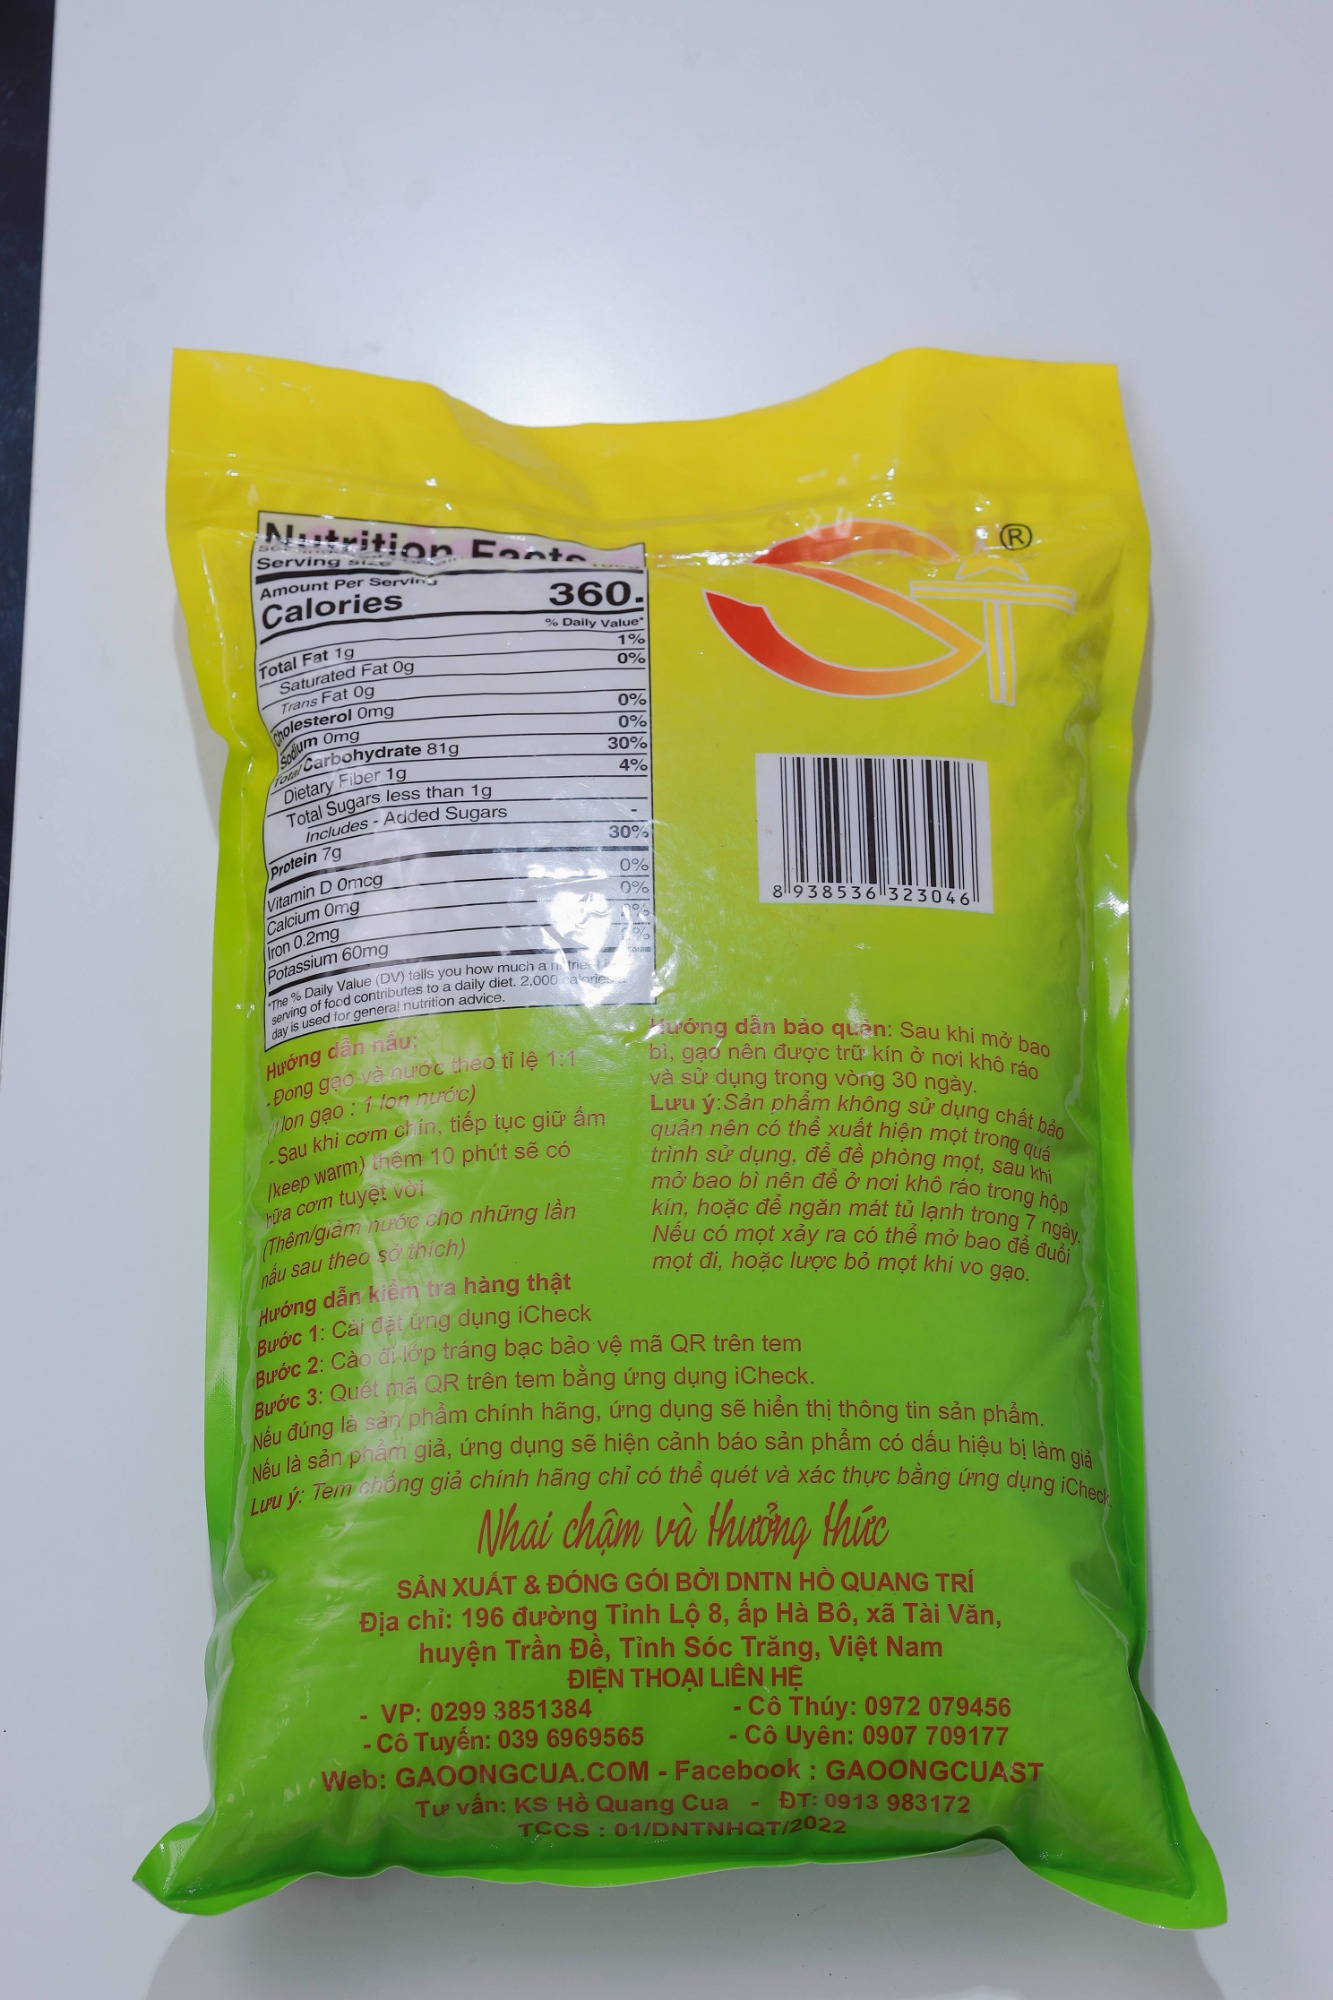 Nutrition Facts
Serving size
Amount Per Serving
Calories 360
% Daily Value*
Total Fat 1g 1%
Saturated Fat 0g 0%
Trans Fat 0g
Cholesterol 0mg 0%
Sodium 0mg 0%
Total Carbohydrate 81g 30%
Dietary Fiber 1g 4%
Total Sugars less than 1g
Includes - Added Sugars -
Protein 7g 30%
Vitamin D 0mcg 0%
Calcium 0mg 0%
Iron 0.2mg
Potassium 60mg
*The % Daily Value (DV) tells you how much a nutrient in
serving of food contributes to a daily diet. 2,000 calories a
day is used for general nutrition advice.
®
8 938536 323046
Hướng dẫn nấu:
- Đong gạo và nước theo tỉ lệ 1:1
(1 lon gạo : 1 lon nước)
- Sau khi cơm chín, tiếp tục giữ ấm
(keep warm) thêm 10 phút sẽ có
bữa cơm tuyệt vời
(Thêm/giảm nước cho những lần
nấu sau theo sở thích)
Hướng dẫn bảo quản: Sau khi mở bao
bì, gạo nên được trữ kín ở nơi khô ráo
và sử dụng trong vòng 30 ngày.
Lưu ý:Sản phẩm không sử dụng chất bảo
quản nên có thể xuất hiện mọt trong quá
trình sử dụng, để đề phòng mọt, sau khi
mở bao bì nên để ở nơi khô ráo trong hộp
kín, hoặc để ngăn mát tủ lạnh trong 7 ngày.
Nếu có mọt xảy ra có thể mở bao để đuổi
mọt đi, hoặc lược bỏ mọt khi vo gạo.
Hướng dẫn kiểm tra hàng thật
Bước 1: Cài đặt ứng dụng iCheck
Bước 2: Cào đi lớp tráng bạc bảo vệ mã QR trên tem
Bước 3: Quét mã QR trên tem bằng ứng dụng iCheck.
Nếu đúng là sản phẩm chính hãng, ứng dụng sẽ hiển thị thông tin sản phẩm.
Nếu là sản phẩm giả, ứng dụng sẽ hiện cảnh báo sản phẩm có dấu hiệu bị làm giả
Lưu ý: Tem chống giả chính hãng chỉ có thể quét và xác thực bằng ứng dụng iCheck.
Nhai chậm và thưởng thức
SẢN XUẤT & ĐÓNG GÓI BỞI DNTN HỒ QUANG TRÍ
Địa chỉ: 196 đường Tỉnh Lộ 8, ấp Hà Bô, xã Tài Văn,
huyện Trần Đề, Tỉnh Sóc Trăng, Việt Nam
ĐIỆN THOẠI LIÊN HỆ
- VP: 0299 3851384 - Cô Thúy: 0972 079456
- Cô Tuyến: 039 6969565 - Cô Uyên: 0907 709177
Web: GAOONGCUA.COM - Facebook : GAOONGCUAST
Tư vấn: KS Hồ Quang Cua - ĐT: 0913 983172
TCCS : 01/DNTNHQT/2022